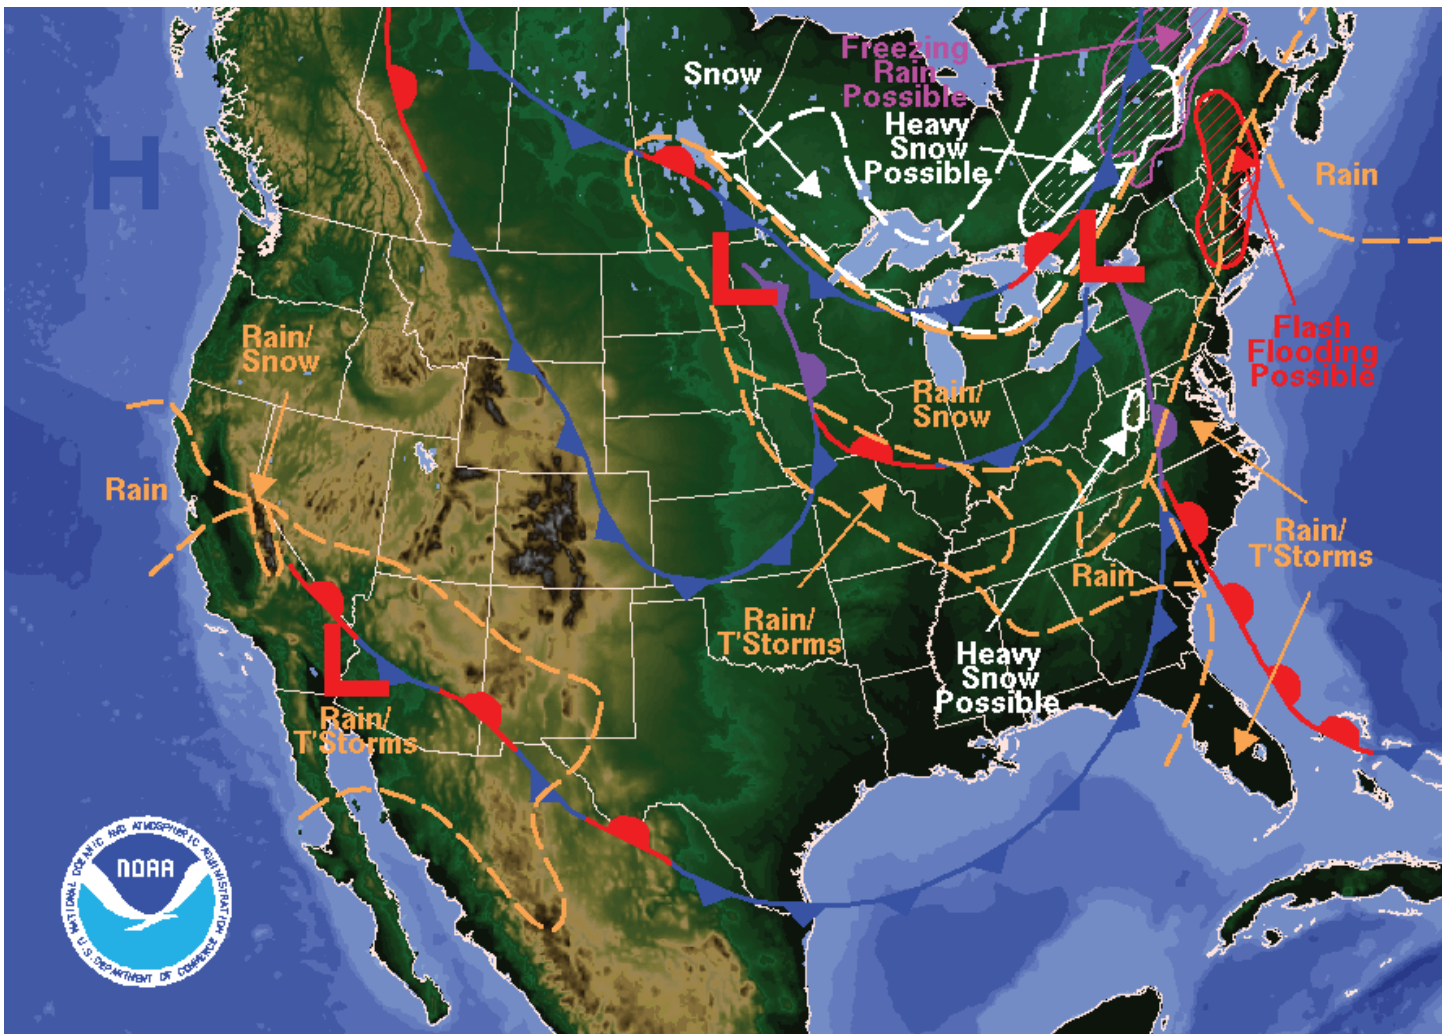 Freezing
Rain
Possible
Snow
Heavy
Snow
Possible
H
Rain
L
L
Rain/
Snow
Flash
Flooding
Possible
Rain/
Snow
Rain
Rain/
T'Storms
Rain
Rain/
T'Storms
Heavy
Snow
Possible
L
Rain/
T'Storms
NATIONAL OCEANIC AND ATMOSPHERIC ADMINISTRATION
NOAA
U.S. DEPARTMENT OF COMMERCE